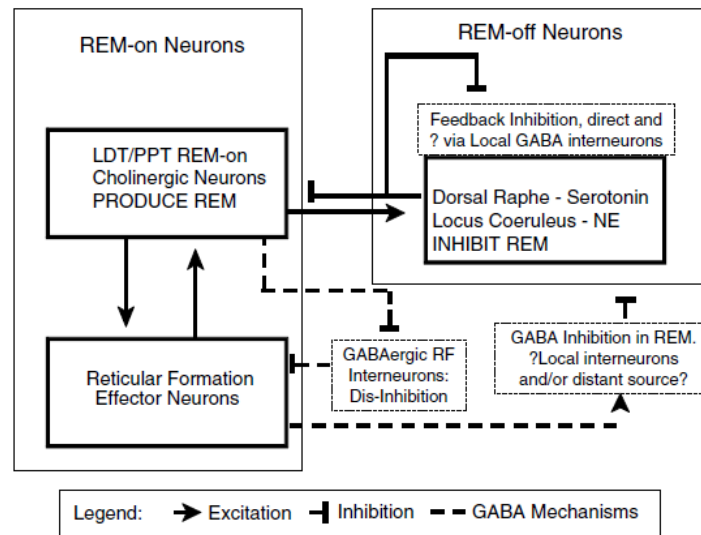 REM-on Neurons
REM-off Neurons
LDT/PPT REM-on
Cholinergic Neurons
PRODUCE REM
Feedback Inhibition, direct and
? via Local GABA interneurons
Dorsal Raphe - Serotonin
Locus Coeruleus - NE
INHIBIT REM
Reticular Formation
Effector Neurons
GABAergic RF
Interneurons:
Dis-Inhibition
GABA Inhibition in REM.
?Local interneurons
and/or distant source?
Legend: Excitation Inhibition GABA Mechanisms